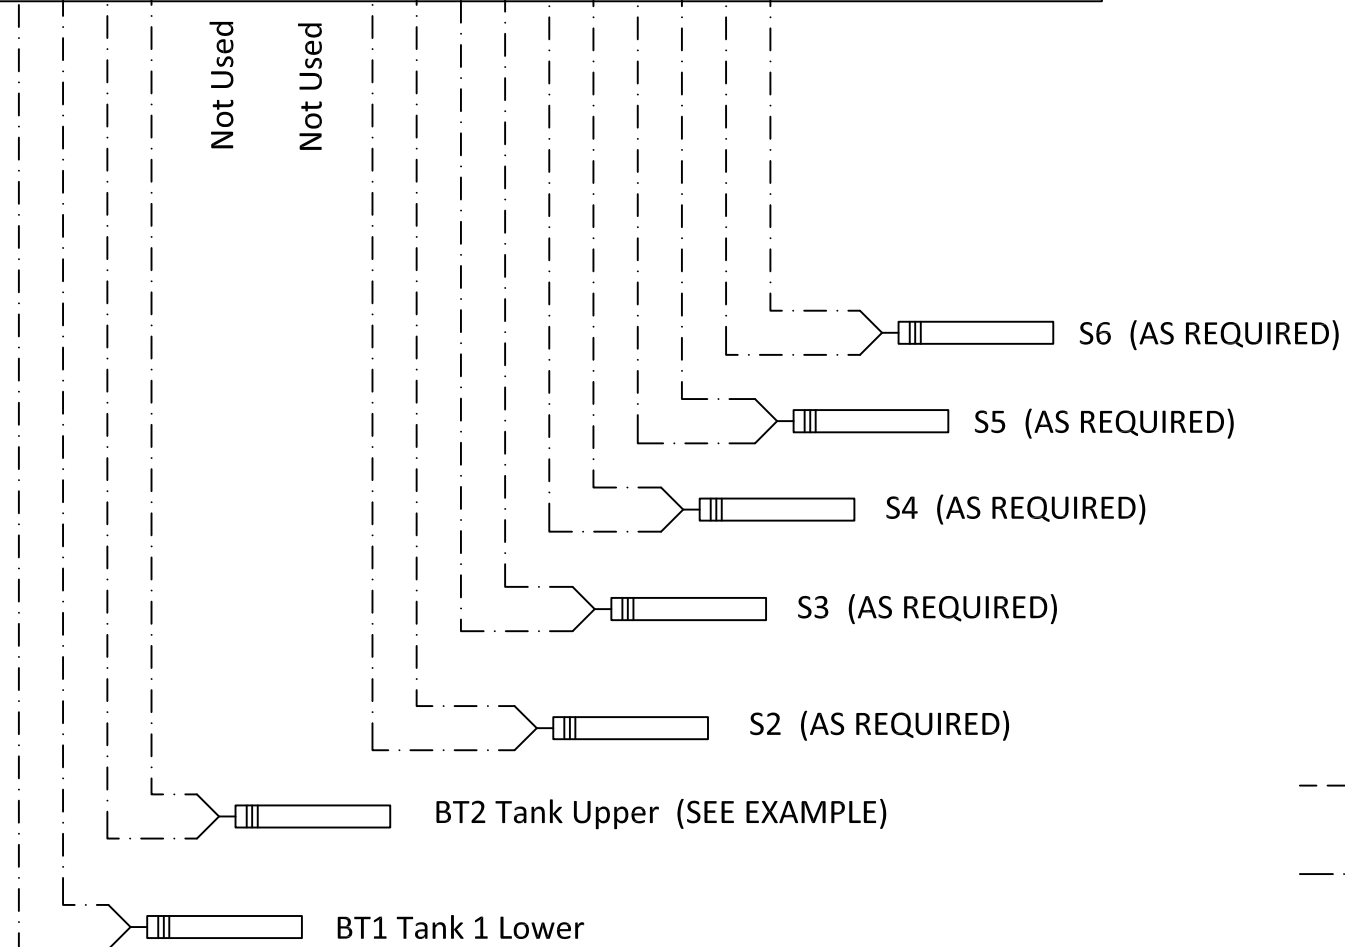 Not Used
Not Used
S6 (AS REQUIRED)
S5 (AS REQUIRED)
S4 (AS REQUIRED)
S3 (AS REQUIRED)
S2 (AS REQUIRED)
BT2 Tank Upper (SEE EXAMPLE)
BT1 Tank 1 Lower